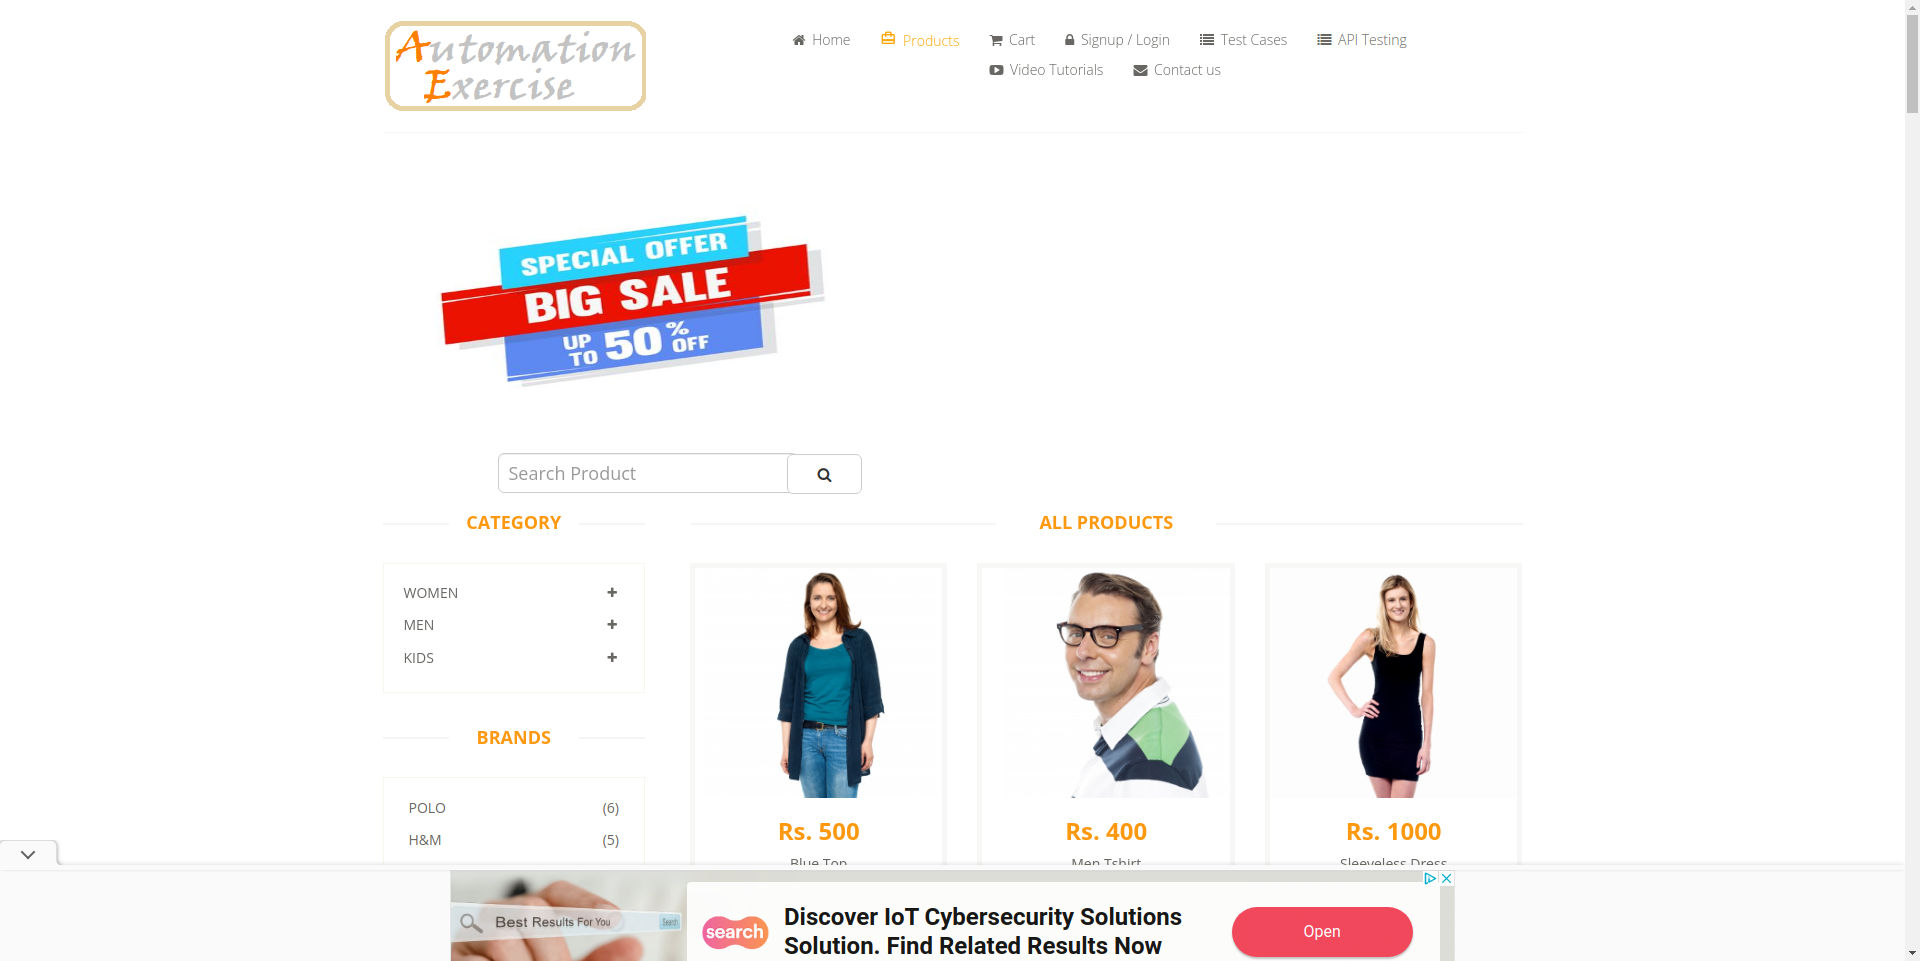 Automation
Exercise
Home
Products
Cart
Signup / Login
Test Cases
API Testing
Video Tutorials
Contact us
SPECIAL OFFER
BIG SALE
UP TO 50% OFF
Search Product
CATEGORY
ALL PRODUCTS
WOMEN
MEN
KIDS
BRANDS
POLO (6)
H&M (5)
Rs. 500
Blue Top
Rs. 400
Men Tshirt
Rs. 1000
Sleeveless Dress
Best Results For You
Search
search
Discover IoT Cybersecurity Solutions
Solution. Find Related Results Now
Open